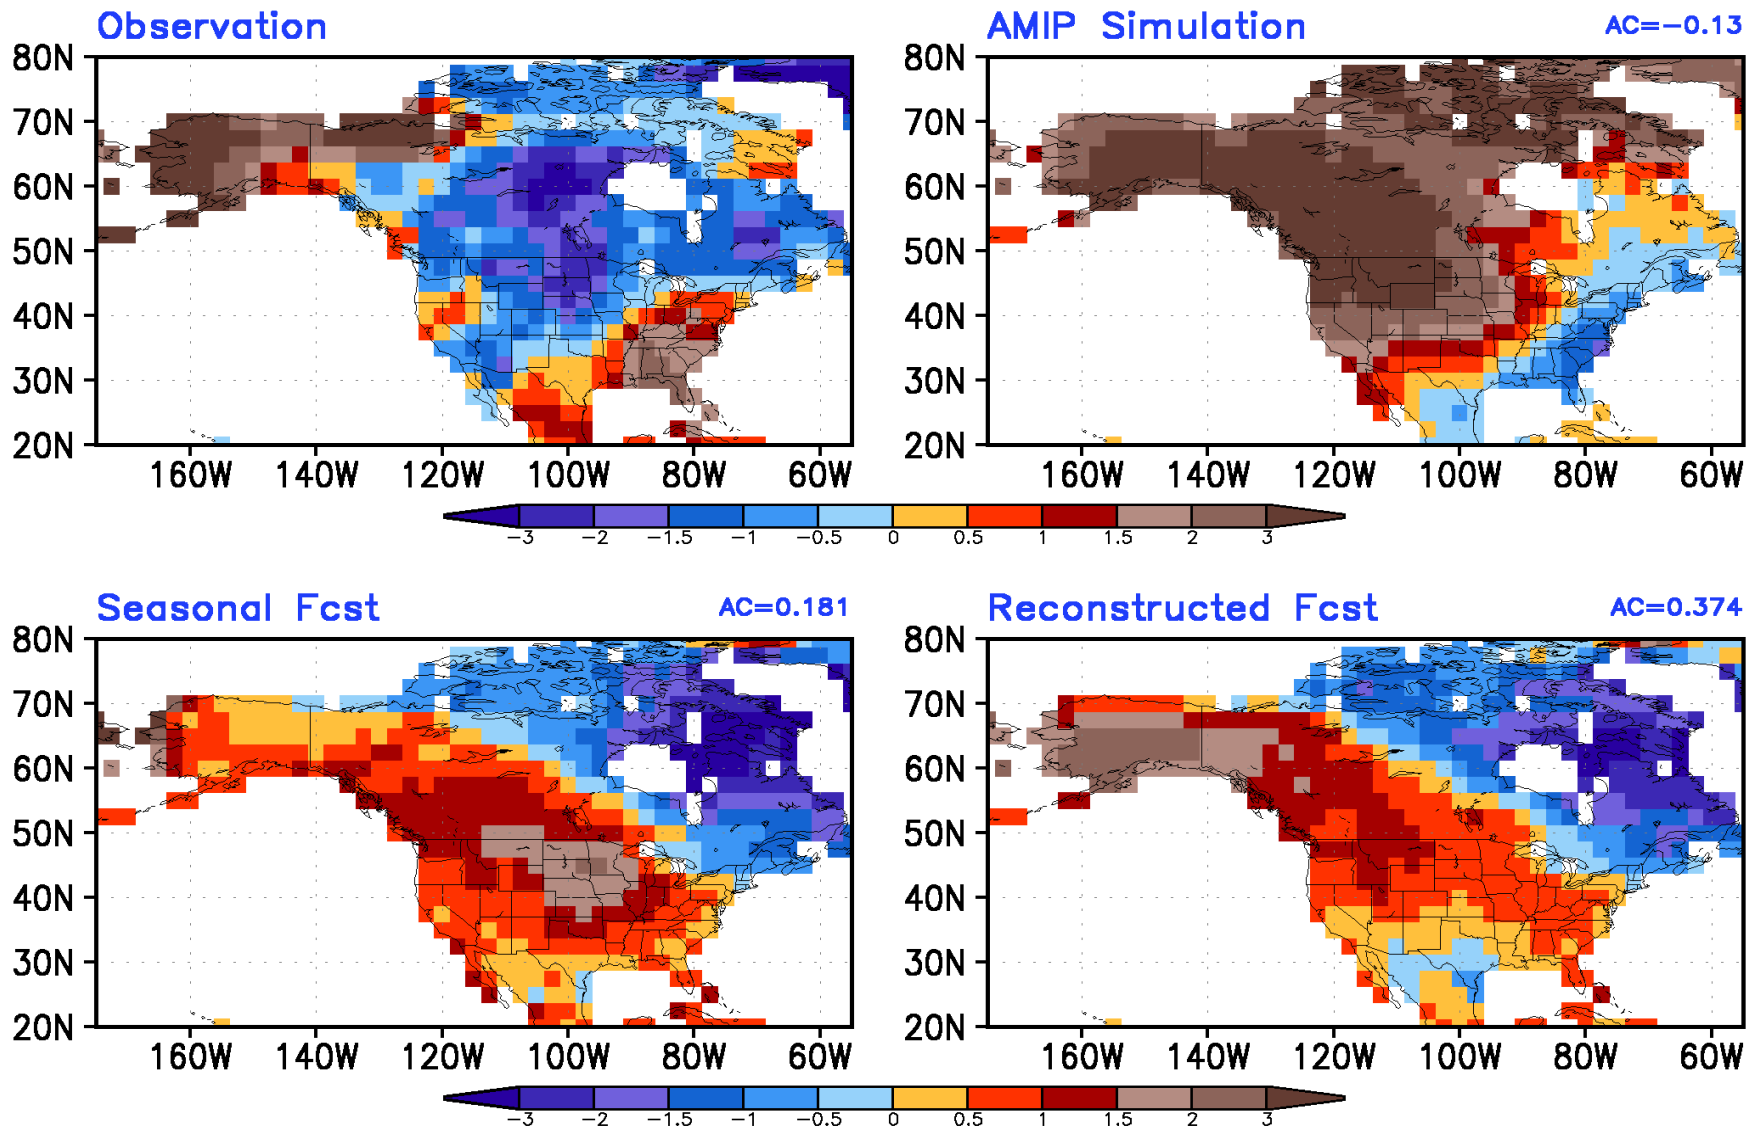 Observation
AMIP Simulation AC=−0.13
80N 80N
70N 70N
60N 60N
50N 50N
40N 40N
30N 30N
20N 20N
160W 140W 120W 100W 80W 60W 160W 140W 120W 100W 80W 60W
−3 −2 −1.5 −1 −0.5 0 0.5 1 1.5 2 3
Seasonal Fcst AC=0.181
Reconstructed Fcst AC=0.374
80N 80N
70N 70N
60N 60N
50N 50N
40N 40N
30N 30N
20N 20N
160W 140W 120W 100W 80W 60W 160W 140W 120W 100W 80W 60W
−3 −2 −1.5 −1 −0.5 0 0.5 1 1.5 2 3